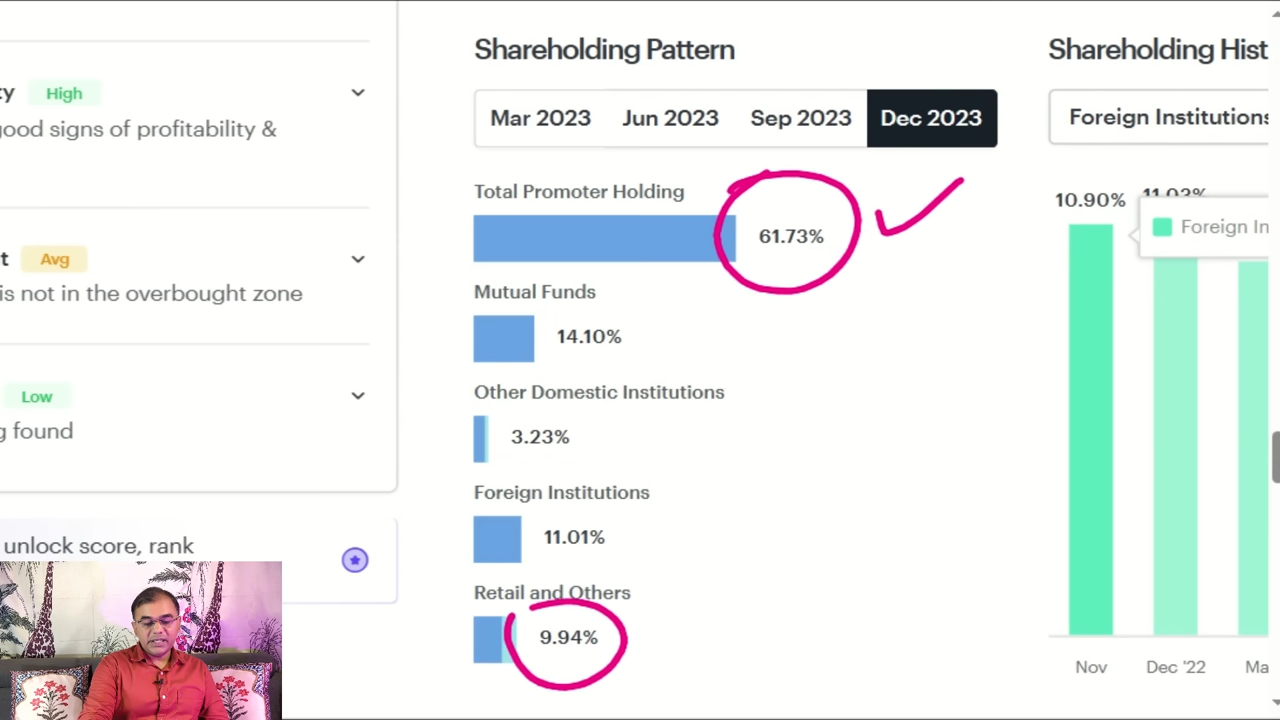 ty High
good signs of profitability &
t Avg
is not in the overbought zone
Low
g found
unlock score, rank
Shareholding Pattern
Mar 2023 Jun 2023 Sep 2023 Dec 2023
Total Promoter Holding
61.73%
Mutual Funds
14.10%
Other Domestic Institutions
3.23%
Foreign Institutions
11.01%
Retail and Others
9.94%
Shareholding Hist
Foreign Institutions
10.90% 11.02%
Foreign In
Nov Dec '22 Ma